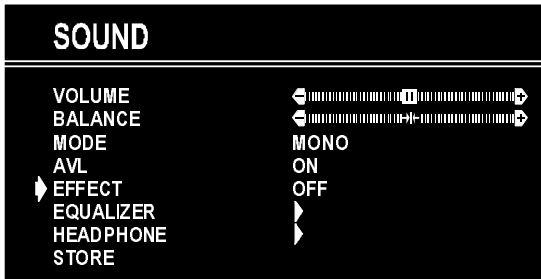 SOUND
VOLUME
BALANCE
MODE MONO
AVL ON
EFFECT OFF
EQUALIZER
HEADPHONE
STORE